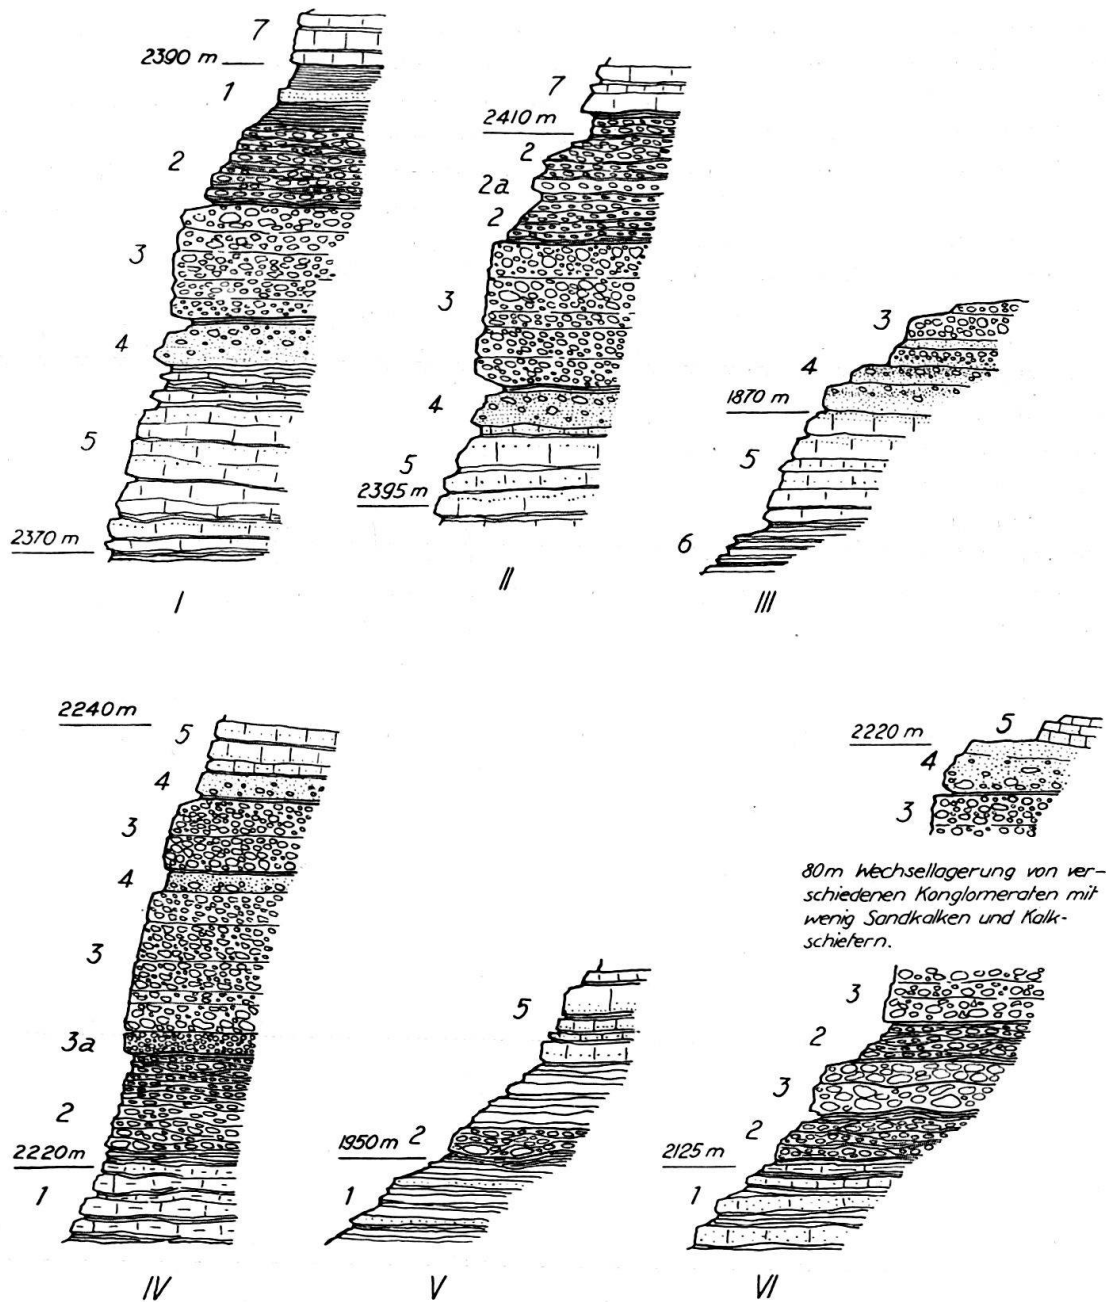 7
2390 m
1
2
3
4
5
2370 m
I
7
2410 m
2
2a
2
3
4
5
2395 m
II
3
4
1870 m
5
6
III
2240 m
5
4
3
4
3
3a
2
2220 m
1
IV
5
1950 m
2
1
V
5
2220 m
4
3
80m Wechsellagerung von ver-
schiedenen Konglomeraten mit
wenig Sandkalken und Kalk-
schiefern.
3
2
3
2
2125 m
1
VI